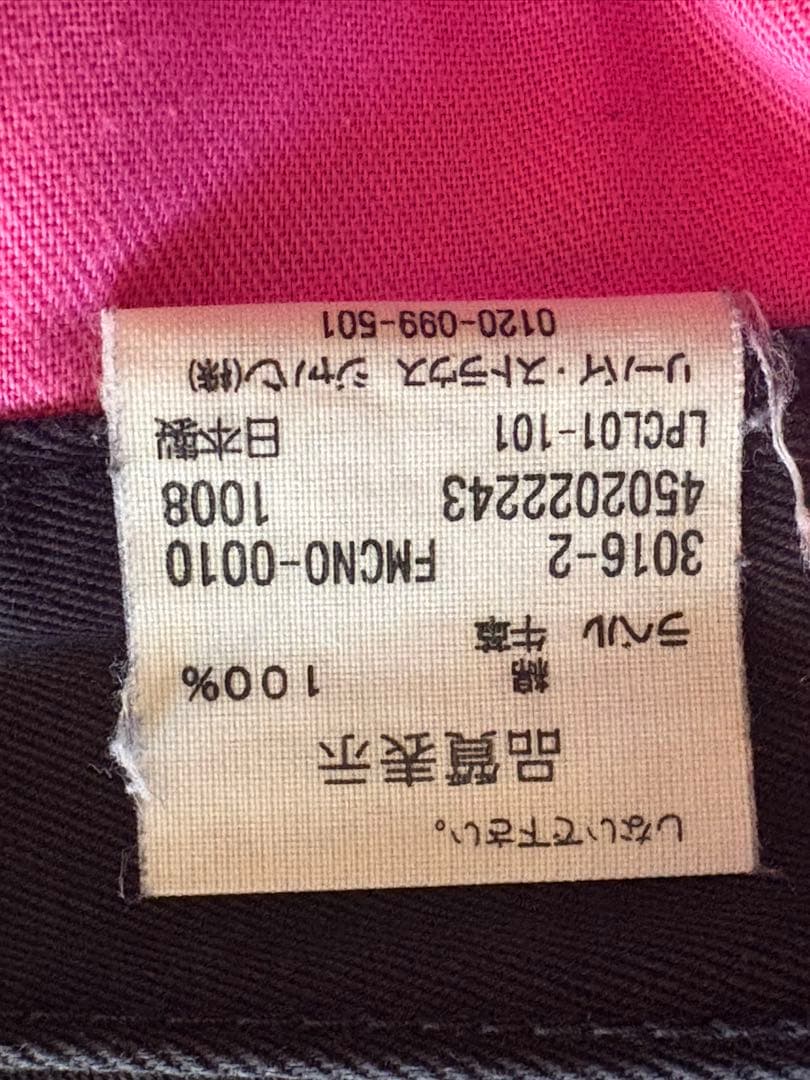 しないで下さい。
品質表示
綿 100%
ラベル 牛革
3016-2 FMCNO-0010
4502022243 1008
LPCL01-101 日本製
リーバイ・ストラウス ジャパン(株)
0120-099-501